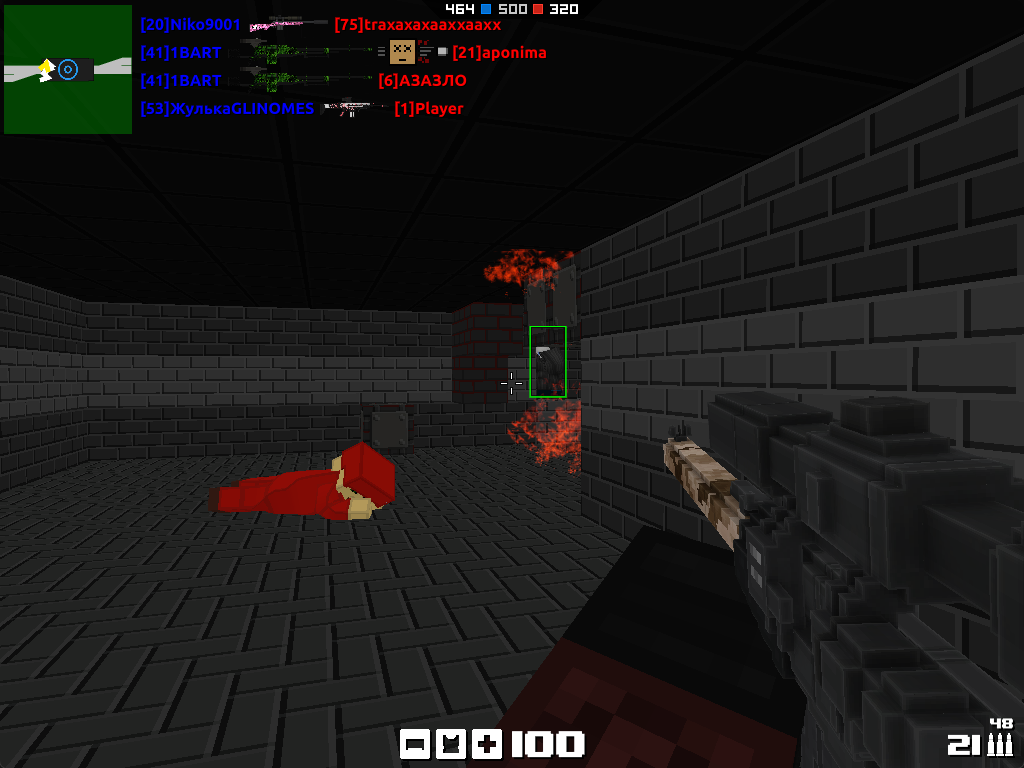 464 500 320
[20]Niko9001 [75]traxaxaxaaxxaaxx
[41]1BART [21]aponima
[41]1BART [6]АЗАЗЛО
[53]ЖулькаGLINOMES [1]Player
100
48
21